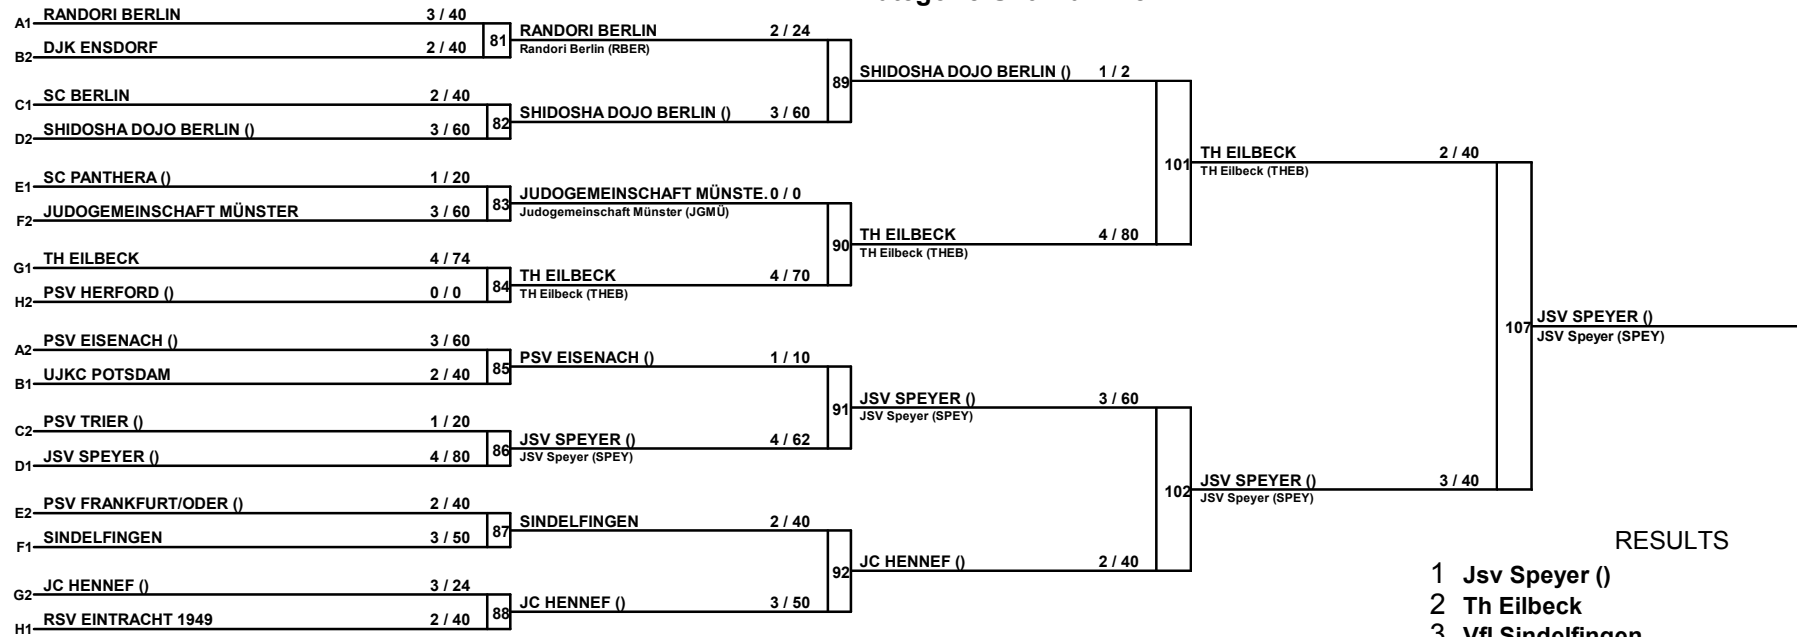 A1 RANDORI BERLIN 3 / 40
B2 DJK ENSDORF 2 / 40
81 RANDORI BERLIN 2 / 24
Randori Berlin (RBER)
C1 SC BERLIN 2 / 40
D2 SHIDOSHA DOJO BERLIN () 3 / 60
82 SHIDOSHA DOJO BERLIN () 3 / 60
E1 SC PANTHERA () 1 / 20
F2 JUDOGEMEINSCHAFT MÜNSTER 3 / 60
83 JUDOGEMEINSCHAFT MÜNSTE. 0 / 0
Judogemeinschaft Münster (JGMÜ)
G1 TH EILBECK 4 / 74
H2 PSV HERFORD () 0 / 0
84 TH EILBECK 4 / 70
TH Eilbeck (THEB)
A2 PSV EISENACH () 3 / 60
B1 UJKC POTSDAM 2 / 40
85 PSV EISENACH () 1 / 10
C2 PSV TRIER () 1 / 20
D1 JSV SPEYER () 4 / 80
86 JSV SPEYER () 4 / 62
JSV Speyer (SPEY)
E2 PSV FRANKFURT/ODER () 2 / 40
F1 SINDELFINGEN 3 / 50
87 SINDELFINGEN 2 / 40
G2 JC HENNEF () 3 / 24
H1 RSV EINTRACHT 1949 2 / 40
88 JC HENNEF () 3 / 50
89 SHIDOSHA DOJO BERLIN () 1 / 2
90 TH EILBECK 4 / 80
TH Eilbeck (THEB)
91 JSV SPEYER () 3 / 60
JSV Speyer (SPEY)
92 JC HENNEF () 2 / 40
101 TH EILBECK 2 / 40
TH Eilbeck (THEB)
102 JSV SPEYER () 3 / 40
JSV Speyer (SPEY)
107 JSV SPEYER ()
JSV Speyer (SPEY)
RESULTS
1 Jsv Speyer ()
2 Th Eilbeck
3 Vfl Sindelfingen